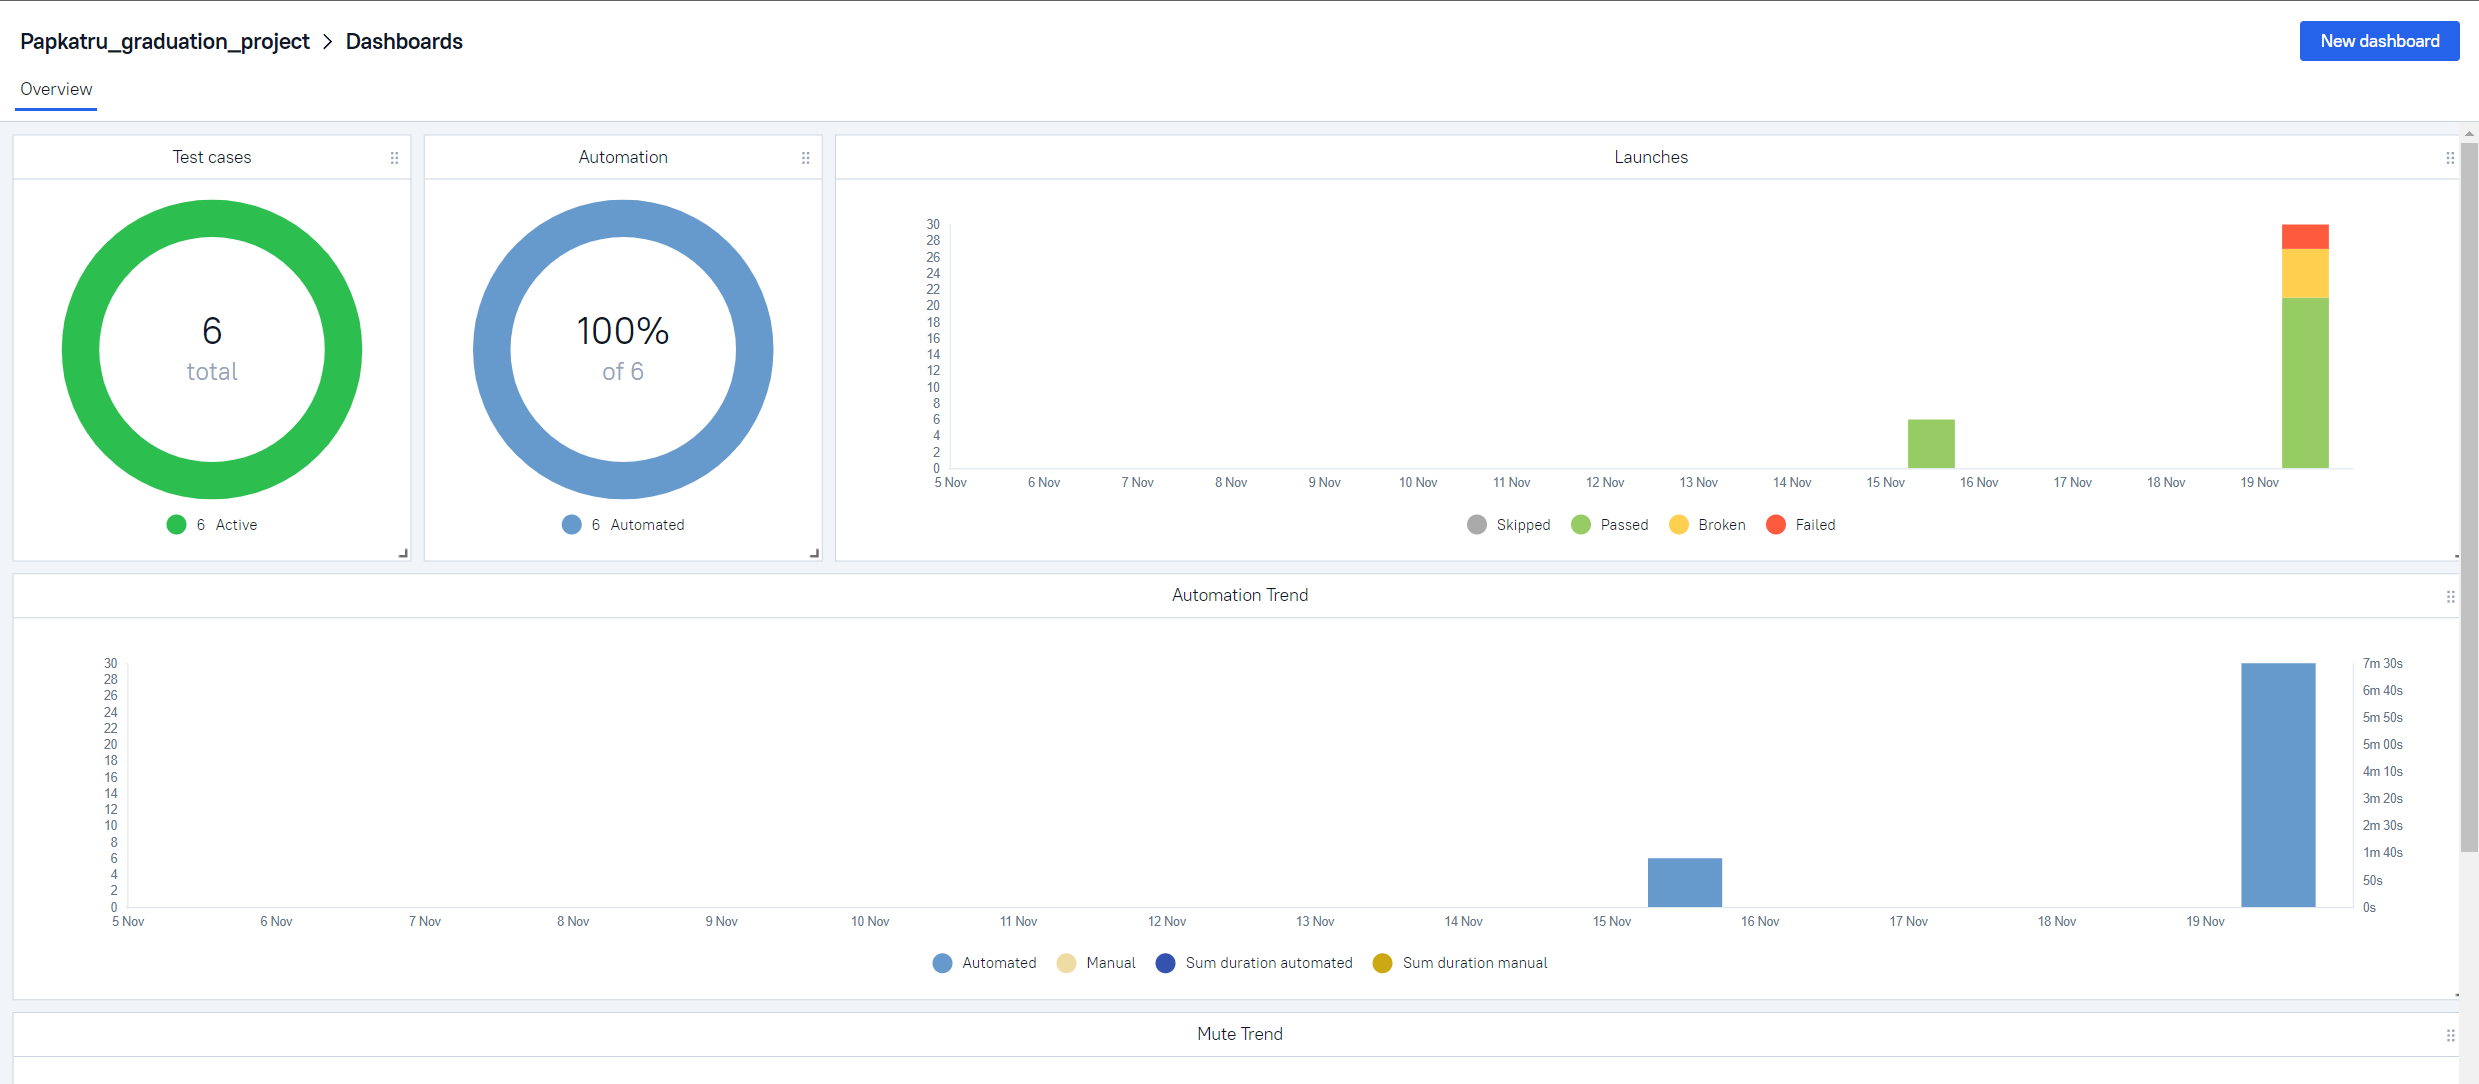 Papkatru_graduation_project > Dashboards
New dashboard
Overview
Test cases
6
total
6 Active
Automation
100%
of 6
6 Automated
Launches
30
28
26
24
22
20
18
16
14
12
10
8
6
4
2
0
5 Nov 6 Nov 7 Nov 8 Nov 9 Nov 10 Nov 11 Nov 12 Nov 13 Nov 14 Nov 15 Nov 16 Nov 17 Nov 18 Nov 19 Nov
Skipped Passed Broken Failed
Automation Trend
30
28
26
24
22
20
18
16
14
12
10
8
6
4
2
0
7m 30s
6m 40s
5m 50s
5m 00s
4m 10s
3m 20s
2m 30s
1m 40s
50s
0s
5 Nov 6 Nov 7 Nov 8 Nov 9 Nov 10 Nov 11 Nov 12 Nov 13 Nov 14 Nov 15 Nov 16 Nov 17 Nov 18 Nov 19 Nov
Automated Manual Sum duration automated Sum duration manual
Mute Trend